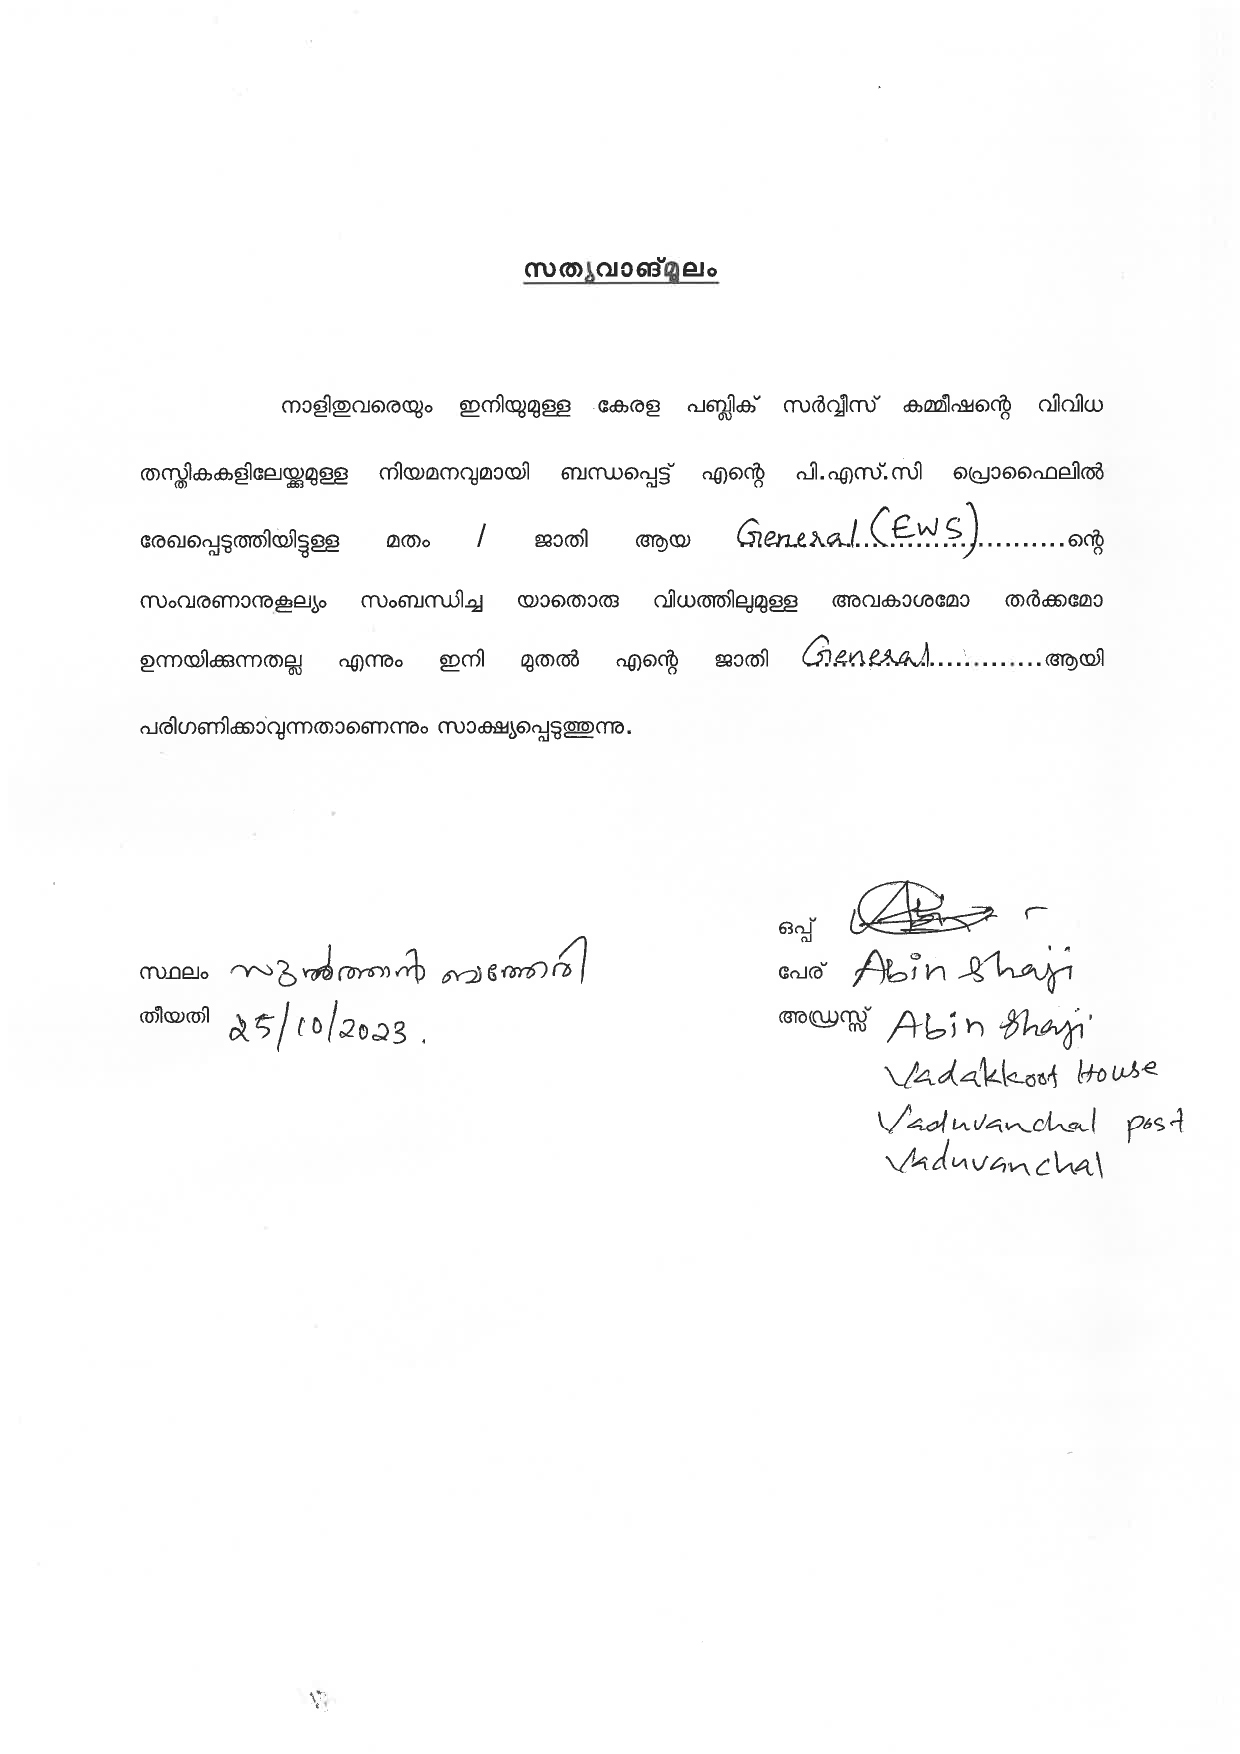 സത്യവാങ്മൂലം
നാളിതുവരെയും ഇനിയുമുള്ള കേരള പബ്ലിക് സർവ്വീസ് കമ്മീഷന്റെ വിവിധ
തസ്തികകളിലേയ്ക്കുമുള്ള നിയമനവുമായി ബന്ധപ്പെട്ട് എന്റെ പി.എസ്.സി പ്രൊഫൈലിൽ
രേഖപ്പെടുത്തിയിട്ടുള്ള മതം / ജാതി ആയ General (EWS)..........ന്റെ
സംവരണാനുകൂല്യം സംബന്ധിച്ച യാതൊരു വിധത്തിലുമുള്ള അവകാശമോ തർക്കമോ
ഉന്നയിക്കുന്നതല്ല എന്നും ഇനി മുതൽ എന്റെ ജാതി General.............ആയി
പരിഗണിക്കാവുന്നതാണെന്നും സാക്ഷ്യപ്പെടുത്തുന്നു.
ഒപ്പ്
സ്ഥലം സുൽത്താൻ ബത്തേരി
പേര് Abin Shaji
തീയതി 25/10/2023.
അഡ്രസ്സ് Abin Shaji
Vadakkoot House
Vaduvanchal post
Vaduvanchal